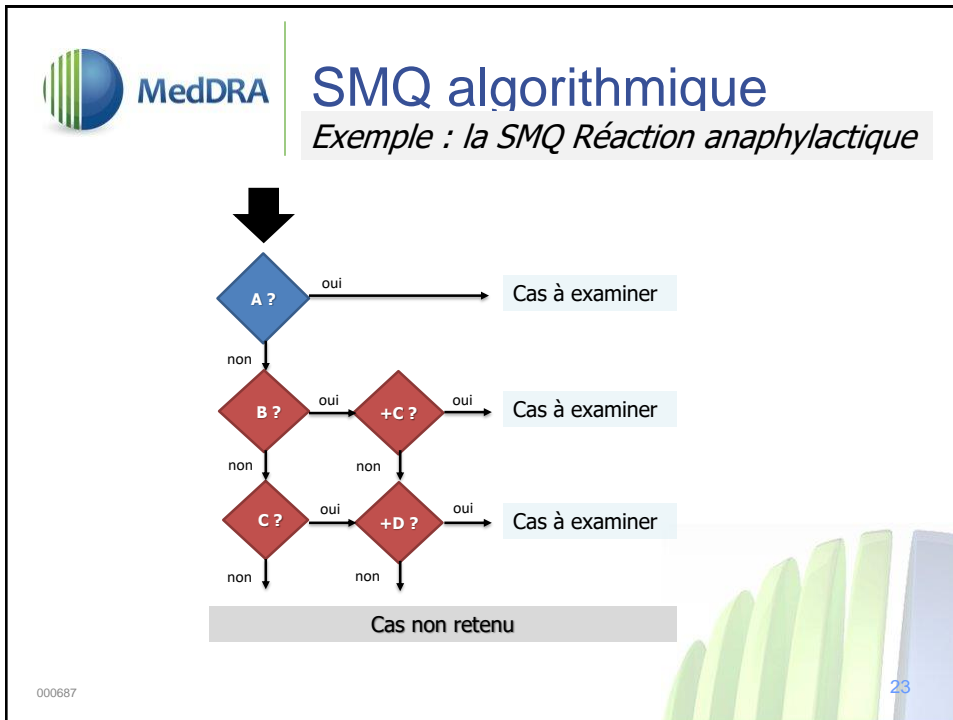 MedDRA
SMQ algorithmique
Exemple : la SMQ Réaction anaphylactique
A ?
oui
Cas à examiner
non
B ?
oui
+C ?
oui
Cas à examiner
non
non
C ?
oui
+D ?
oui
Cas à examiner
non
non
Cas non retenu
000687
23